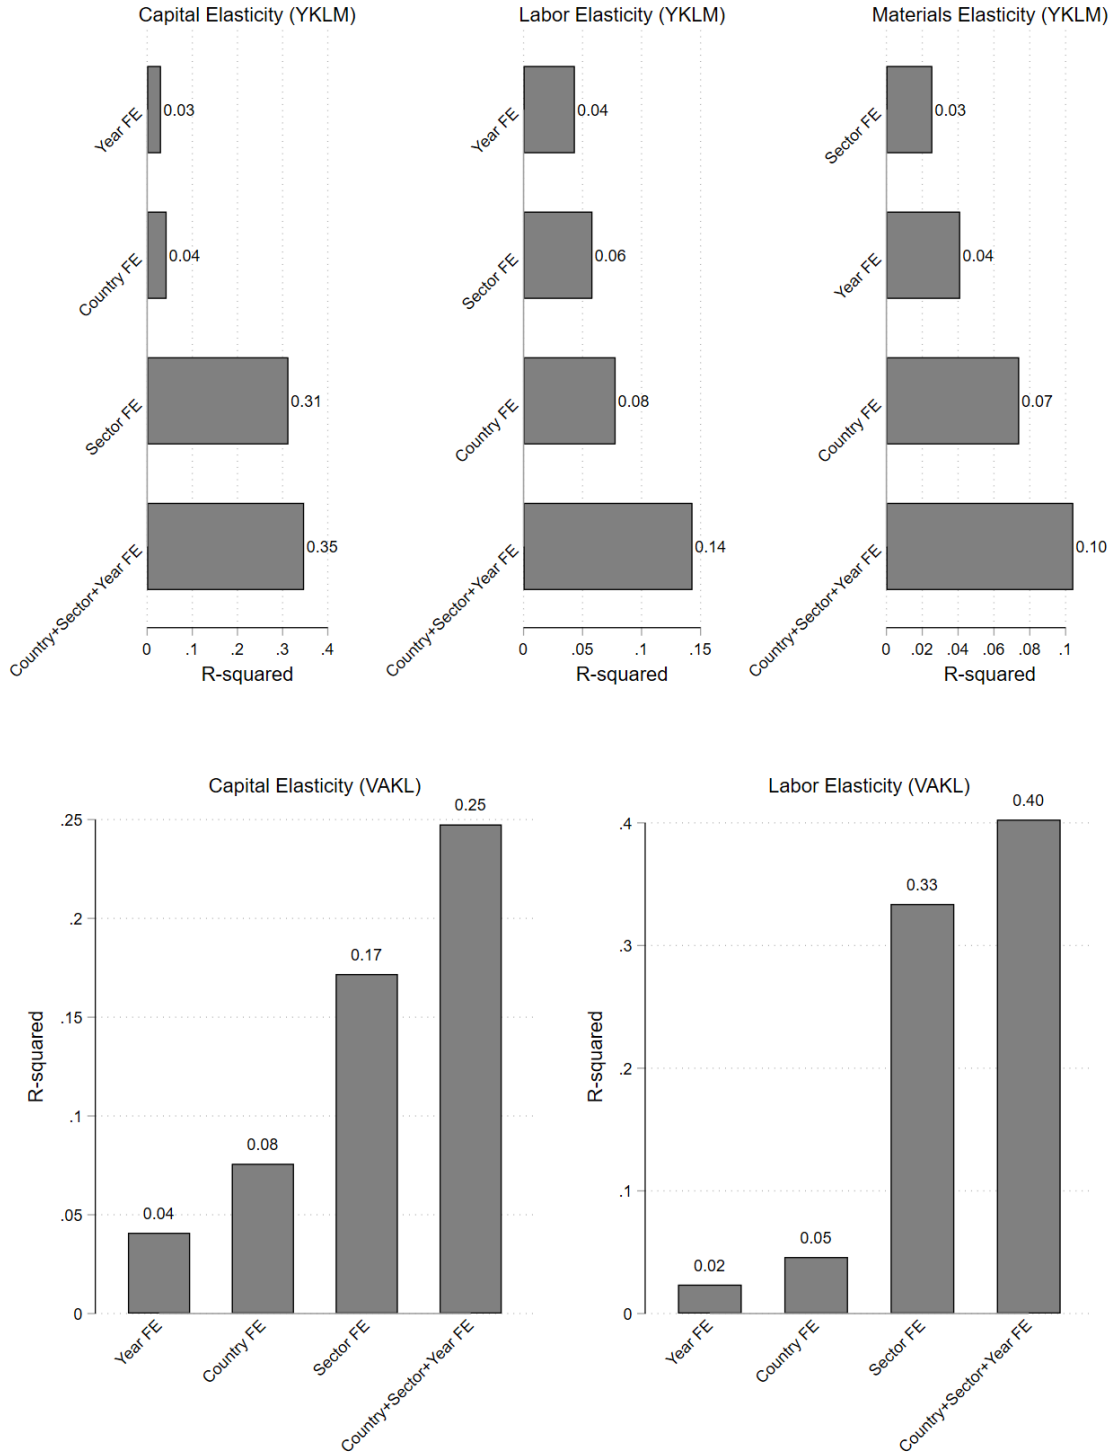 Capital Elasticity (YKLM)
Year FE
0.03
Country FE
0.04
Sector FE
0.31
Country+Sector+Year FE
0.35
0 .1 .2 .3 .4
R-squared
Labor Elasticity (YKLM)
Year FE
0.04
Sector FE
0.06
Country FE
0.08
Country+Sector+Year FE
0.14
0 .05 .1 .15
R-squared
Materials Elasticity (YKLM)
Sector FE
0.03
Year FE
0.04
Country FE
0.07
Country+Sector+Year FE
0.10
0 .02 .04 .06 .08 .1
R-squared
Capital Elasticity (VAKL)
R-squared
.25
.2
.15
.1
.05
0
0.04
0.08
0.17
0.25
Year FE
Country FE
Sector FE
Country+Sector+Year FE
Labor Elasticity (VAKL)
R-squared
.4
.3
.2
.1
0
0.02
0.05
0.33
0.40
Year FE
Country FE
Sector FE
Country+Sector+Year FE